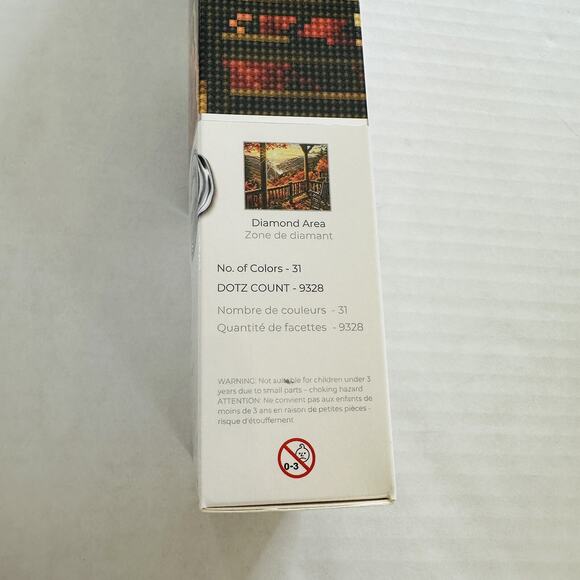 Diamond Area
Zone de diamant
No. of Colors - 31
DOTZ COUNT - 9328
Nombre de couleurs - 31
Quantité de facettes - 9328
WARNING: Not suitable for children under 3
years due to small parts – choking hazard
ATTENTION: Ne convient pas aux enfants de
moins de 3 ans en raison de petites pièces -
risque d'étouffement
0-3